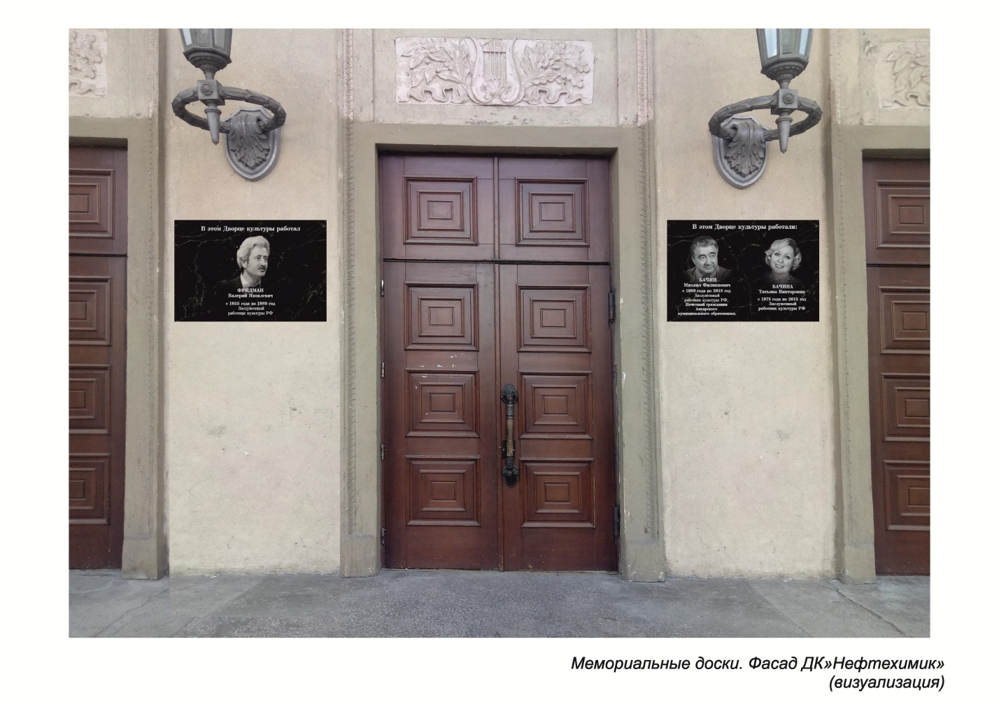 В этом Дворце культуры работал
ФРИДМАН
Валерий Яковлевич
с 1955 года по 1989 год
Заслуженный
работник культуры РФ
В этом Дворце культуры работали:
БАЧИН
Михаил Филиппович
с 1969 года по 2018 год
Заслуженный
работник культуры РФ,
Почетный гражданин
Ангарского
муниципального образования.
БАЧИНА
Татьяна Викторовна
с 1973 года по 2015 год
Заслуженный
работник культуры РФ
Мемориальные доски. Фасад ДК»Нефтехимик»
(визуализация)